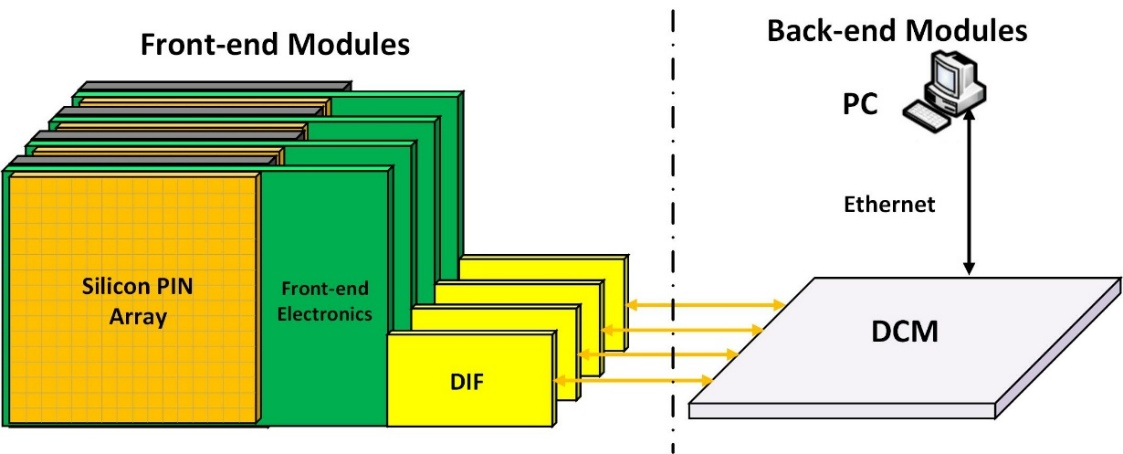 Front-end Modules
Back-end Modules
PC
Ethernet
Silicon PIN
Array
Front-end
Electronics
DIF
DCM